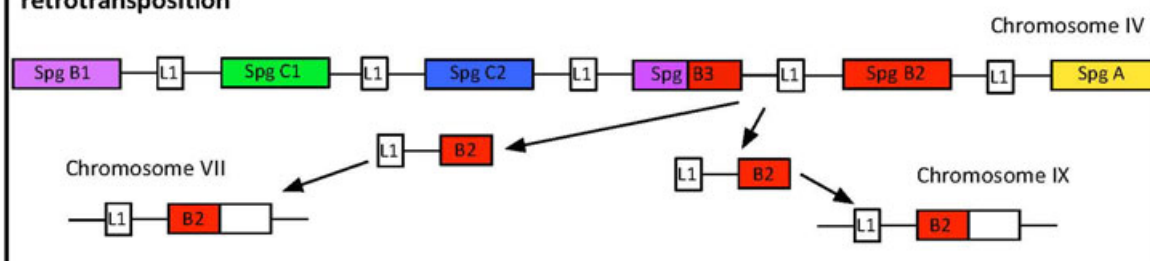 retrotransposition
Chromosome IV
Spg B1 L1 Spg C1 L1 Spg C2 L1 Spg B3 L1 Spg B2 L1 Spg A
L1 B2
L1 B2
Chromosome VII
Chromosome IX
L1 B2
L1 B2